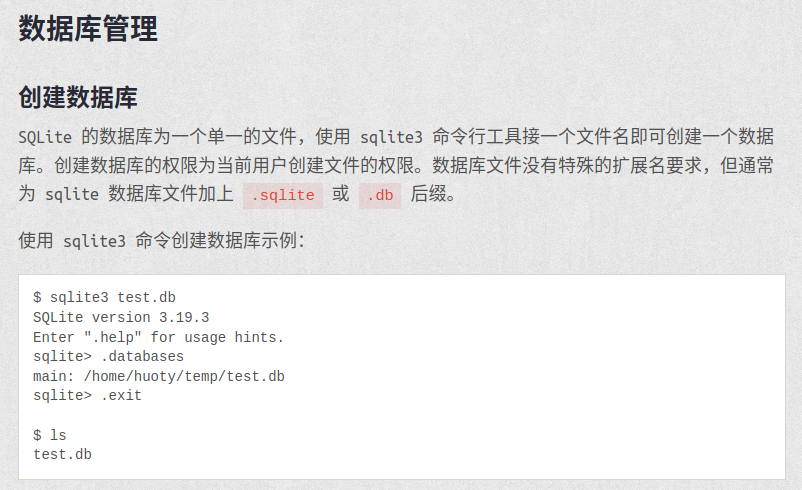 数据库管理
创建数据库
SQLite 的数据库为一个单一的文件，使用 sqlite3 命令行工具接一个文件名即可创建一个数据
库。创建数据库的权限为当前用户创建文件的权限。数据库文件没有特殊的扩展名要求，但通常
为 sqlite 数据库文件加上 .sqlite 或 .db 后缀。
使用 sqlite3 命令创建数据库示例：
$ sqlite3 test.db
SQLite version 3.19.3
Enter ".help" for usage hints.
sqlite> .databases
main: /home/huoty/temp/test.db
sqlite> .exit
$ ls
test.db